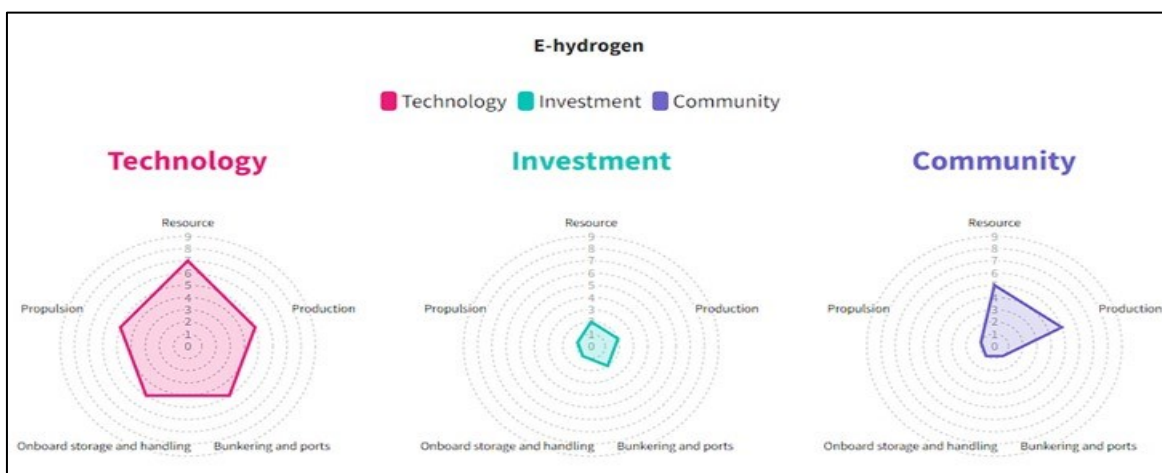 E-hydrogen
Technology Investment Community
Technology
Resource
9
8
7
6
5
4
3
2
1
0
Propulsion
Production
Onboard storage and handling
Bunkering and ports
Investment
Resource
9
8
7
6
5
4
3
2
1
0
Propulsion
Production
Onboard storage and handling
Bunkering and ports
Community
Resource
9
8
7
6
5
4
3
2
1
0
Propulsion
Production
Onboard storage and handling
Bunkering and ports